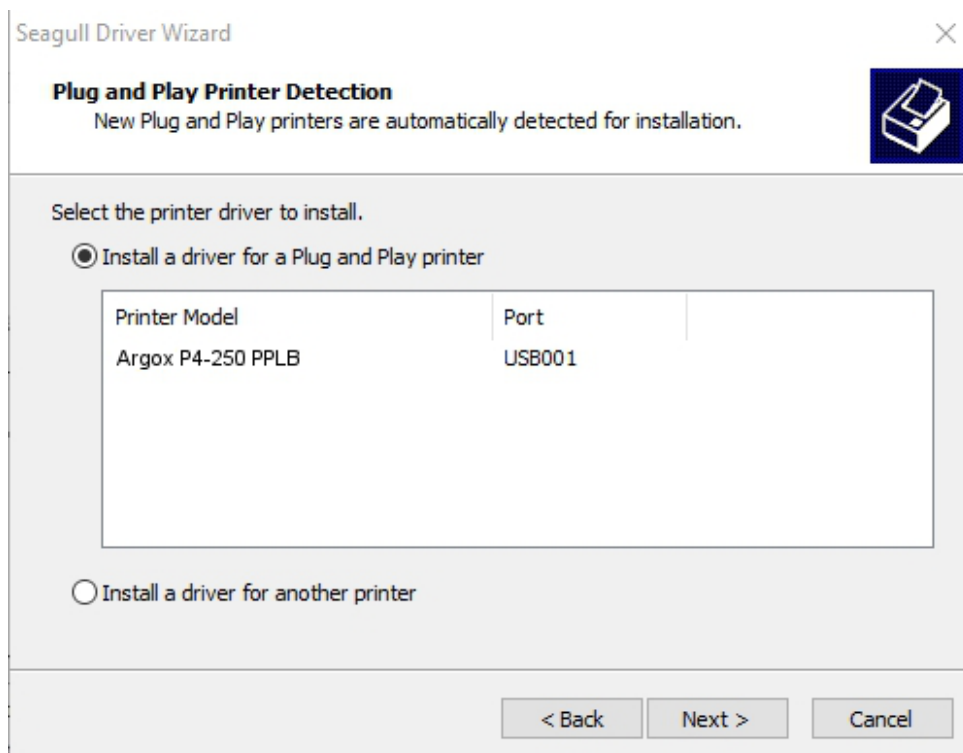 Seagull Driver Wizard
Plug and Play Printer Detection
New Plug and Play printers are automatically detected for installation.
Select the printer driver to install.
Install a driver for a Plug and Play printer
Printer Model Port
Argox P4-250 PPLB USB001
Install a driver for another printer
< Back Next > Cancel